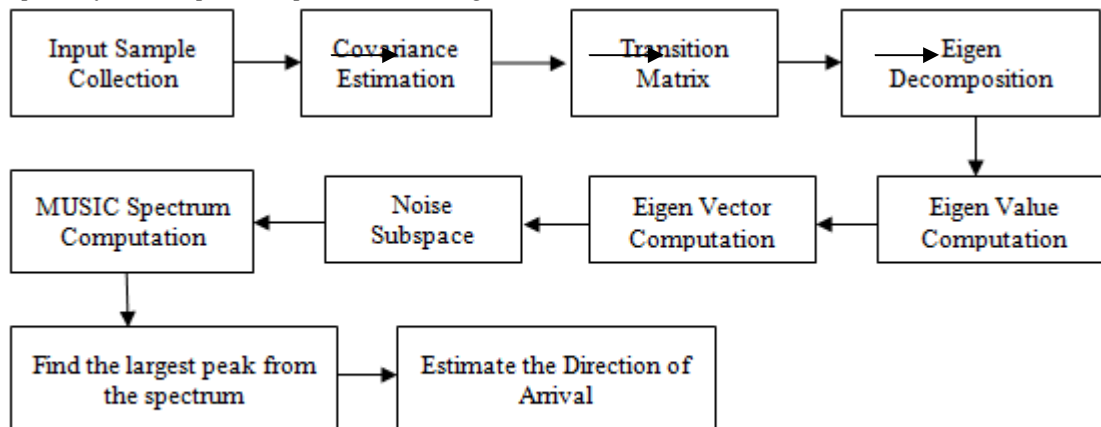 Input Sample
Collection
Covariance
Estimation
Transition
Matrix
Eigen
Decomposition
MUSIC Spectrum
Computation
Noise
Subspace
Eigen Vector
Computation
Eigen Value
Computation
Find the largest peak from
the spectrum
Estimate the Direction of
Arrival